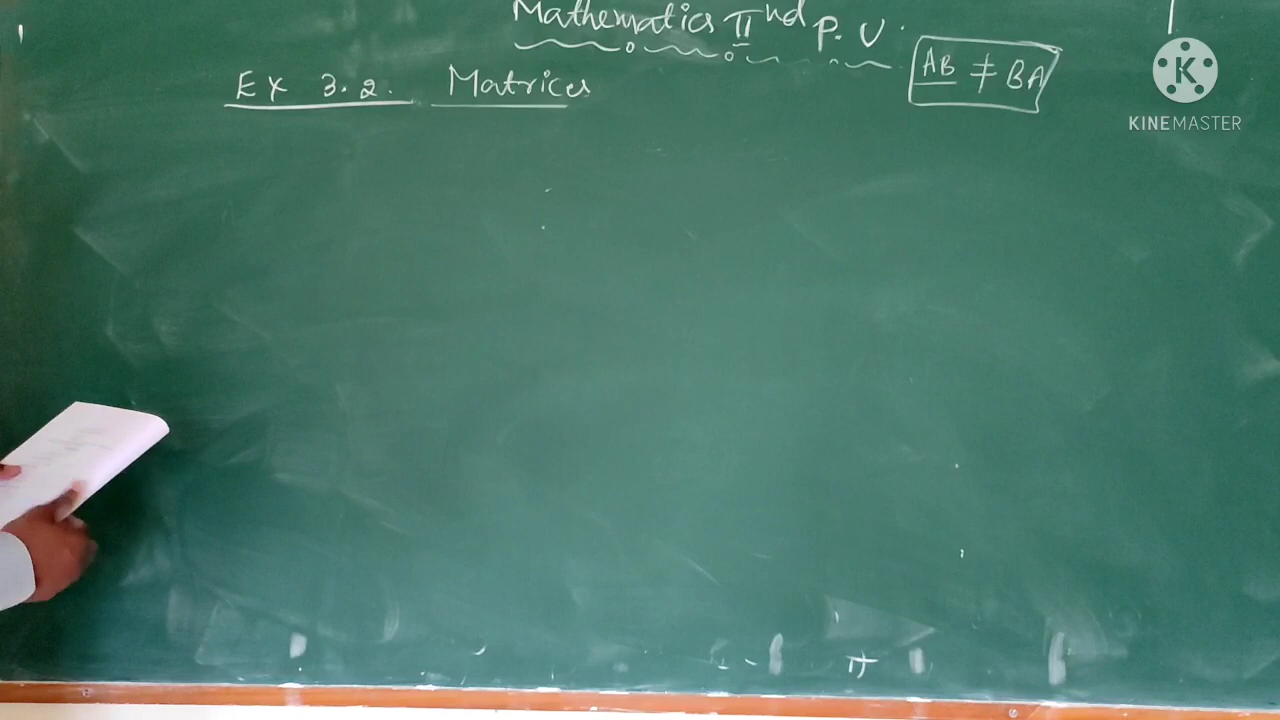 Mathematics IInd P. U.
Ex 3.2. Matrices
AB ≠ BA
K
KINEMASTER
π